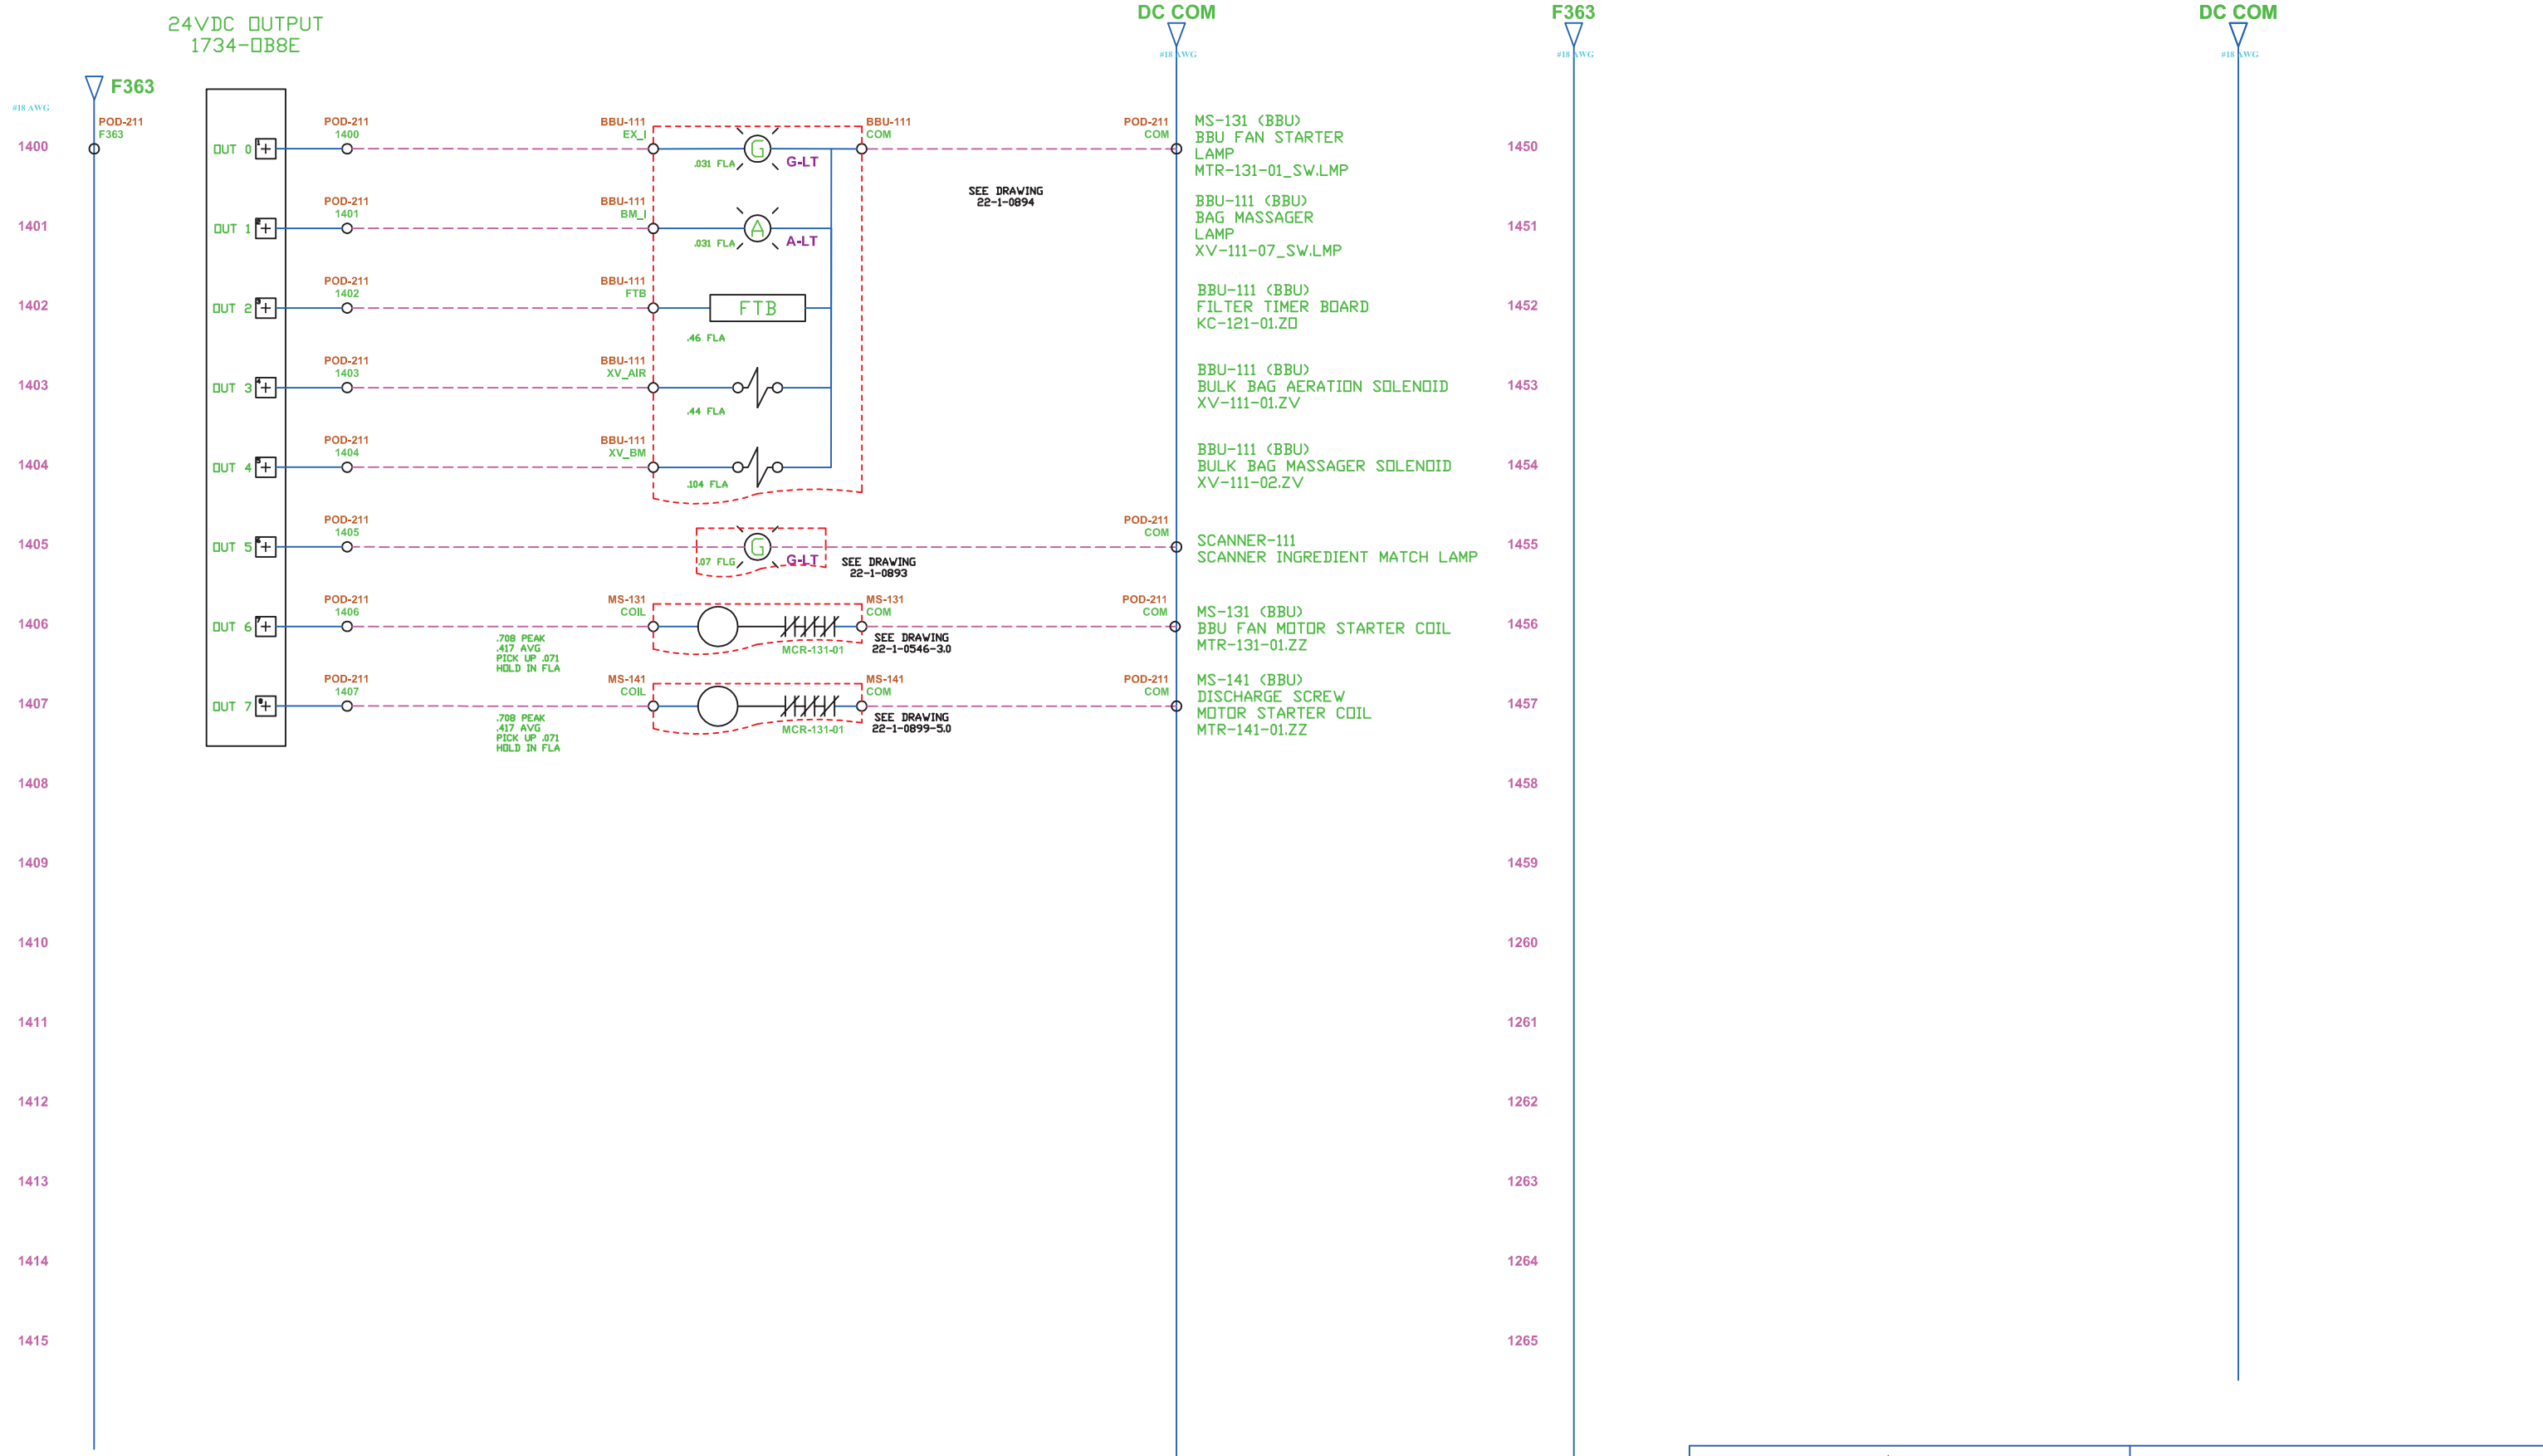 24VDC OUTPUT
1734-OB8E
DC COM
#18 AWG
F363
#18 AWG
DC COM
#18 AWG
F363
#18 AWG
POD-211
F363
1400
OUT 0
1
+
POD-211
1400
BBU-111
EX_I
.031 FLA
G
G-LT
BBU-111
COM
POD-211
COM
MS-131 (BBU)
BBU FAN STARTER
LAMP
MTR-131-01_SW.LMP
1450
SEE DRAWING
22-1-0894
1401
OUT 1
2
+
POD-211
1401
BBU-111
BM_I
.031 FLA
A
A-LT
BBU-111 (BBU)
BAG MASSAGER
LAMP
XV-111-07_SW.LMP
1451
1402
OUT 2
3
+
POD-211
1402
BBU-111
FTB
FTB
.46 FLA
BBU-111 (BBU)
FILTER TIMER BOARD
KC-121-01.ZO
1452
1403
OUT 3
4
+
POD-211
1403
BBU-111
XV_AIR
.44 FLA
BBU-111 (BBU)
BULK BAG AERATION SOLENOID
XV-111-01.ZV
1453
1404
OUT 4
5
+
POD-211
1404
BBU-111
XV_BM
.104 FLA
BBU-111 (BBU)
BULK BAG MASSAGER SOLENOID
XV-111-02.ZV
1454
1405
OUT 5
6
+
POD-211
1405
.07 FLG
G
G-LT
SEE DRAWING
22-1-0893
POD-211
COM
SCANNER-111
SCANNER INGREDIENT MATCH LAMP
1455
1406
OUT 6
7
+
POD-211
1406
.708 PEAK
.417 AVG
PICK UP .071
HOLD IN FLA
MS-131
COIL
MCR-131-01
MS-131
COM
SEE DRAWING
22-1-0546-3.0
POD-211
COM
MS-131 (BBU)
BBU FAN MOTOR STARTER COIL
MTR-131-01.ZZ
1456
1407
OUT 7
8
+
POD-211
1407
.708 PEAK
.417 AVG
PICK UP .071
HOLD IN FLA
MS-141
COIL
MCR-131-01
MS-141
COM
SEE DRAWING
22-1-0899-5.0
POD-211
COM
MS-141 (BBU)
DISCHARGE SCREW
MOTOR STARTER COIL
MTR-141-01.ZZ
1457
1408
1458
1409
1459
1410
1260
1411
1261
1412
1262
1413
1263
1414
1264
1415
1265